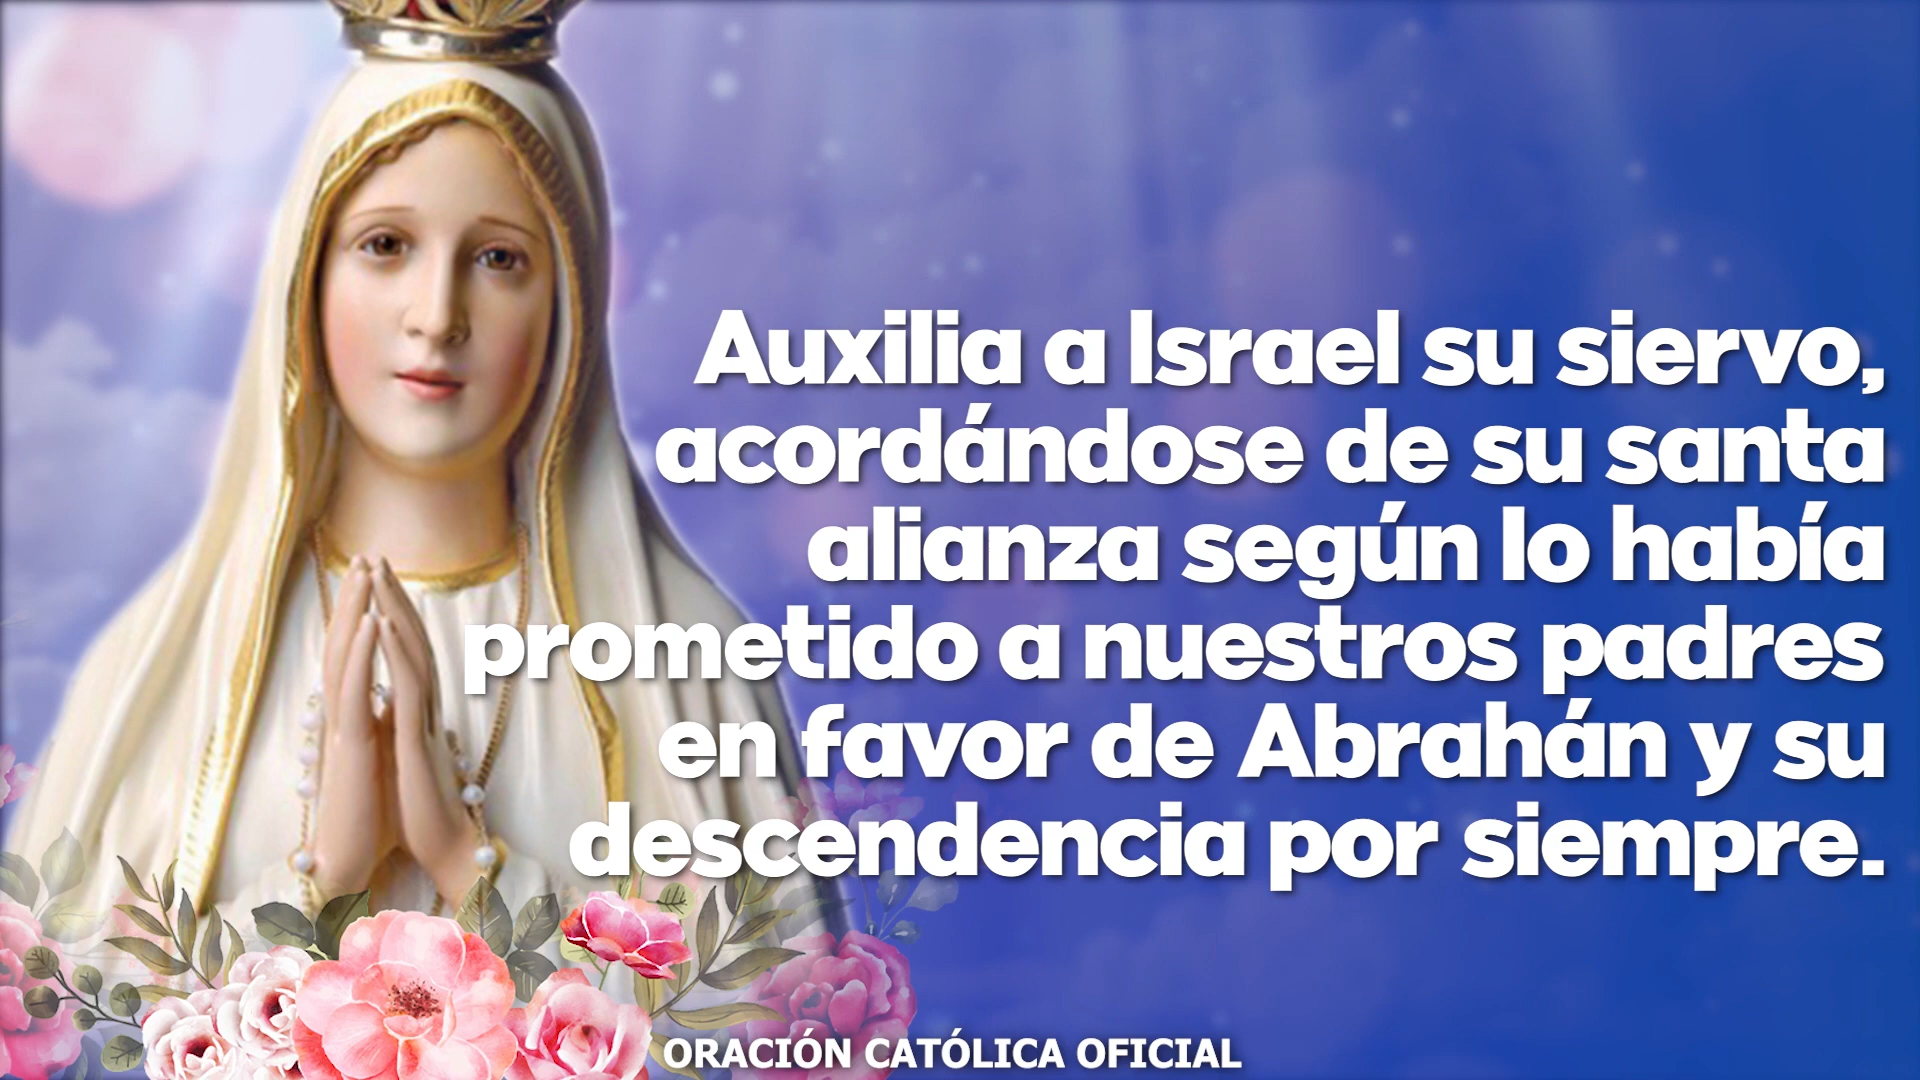 Auxilia a Israel su siervo,
acordándose de su santa
alianza según lo había
prometido a nuestros padres
en favor de Abrahán y su
descendencia por siempre.
ORACIÓN CATÓLICA OFICIAL